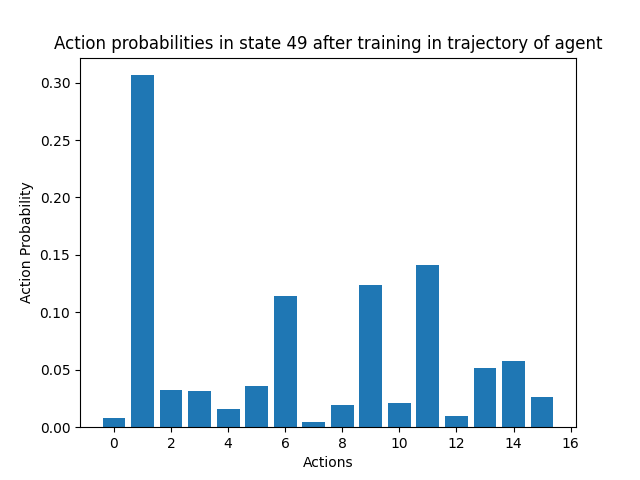 Action probabilities in state 49 after training in trajectory of agent
0.30
0.25
0.20
0.15
0.10
0.05
0.00
Action Probability
0 2 4 6 8 10 12 14 16
Actions